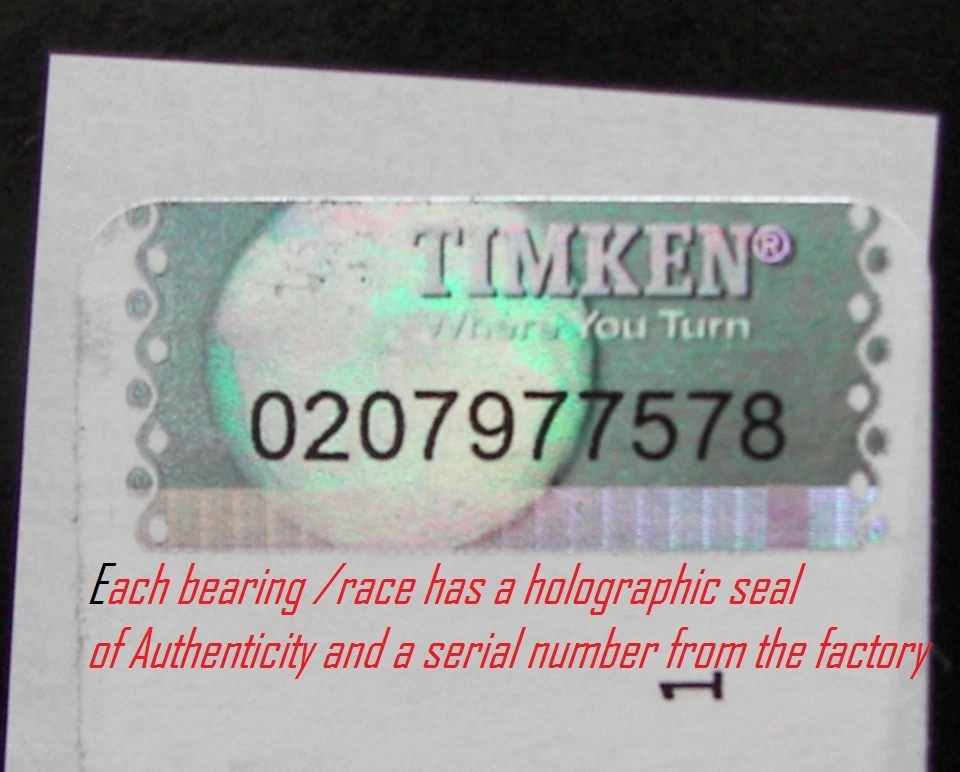 TIMKEN®
Where You Turn
0207977578
Each bearing /race has a holographic seal
of Authenticity and a serial number from the factory
1